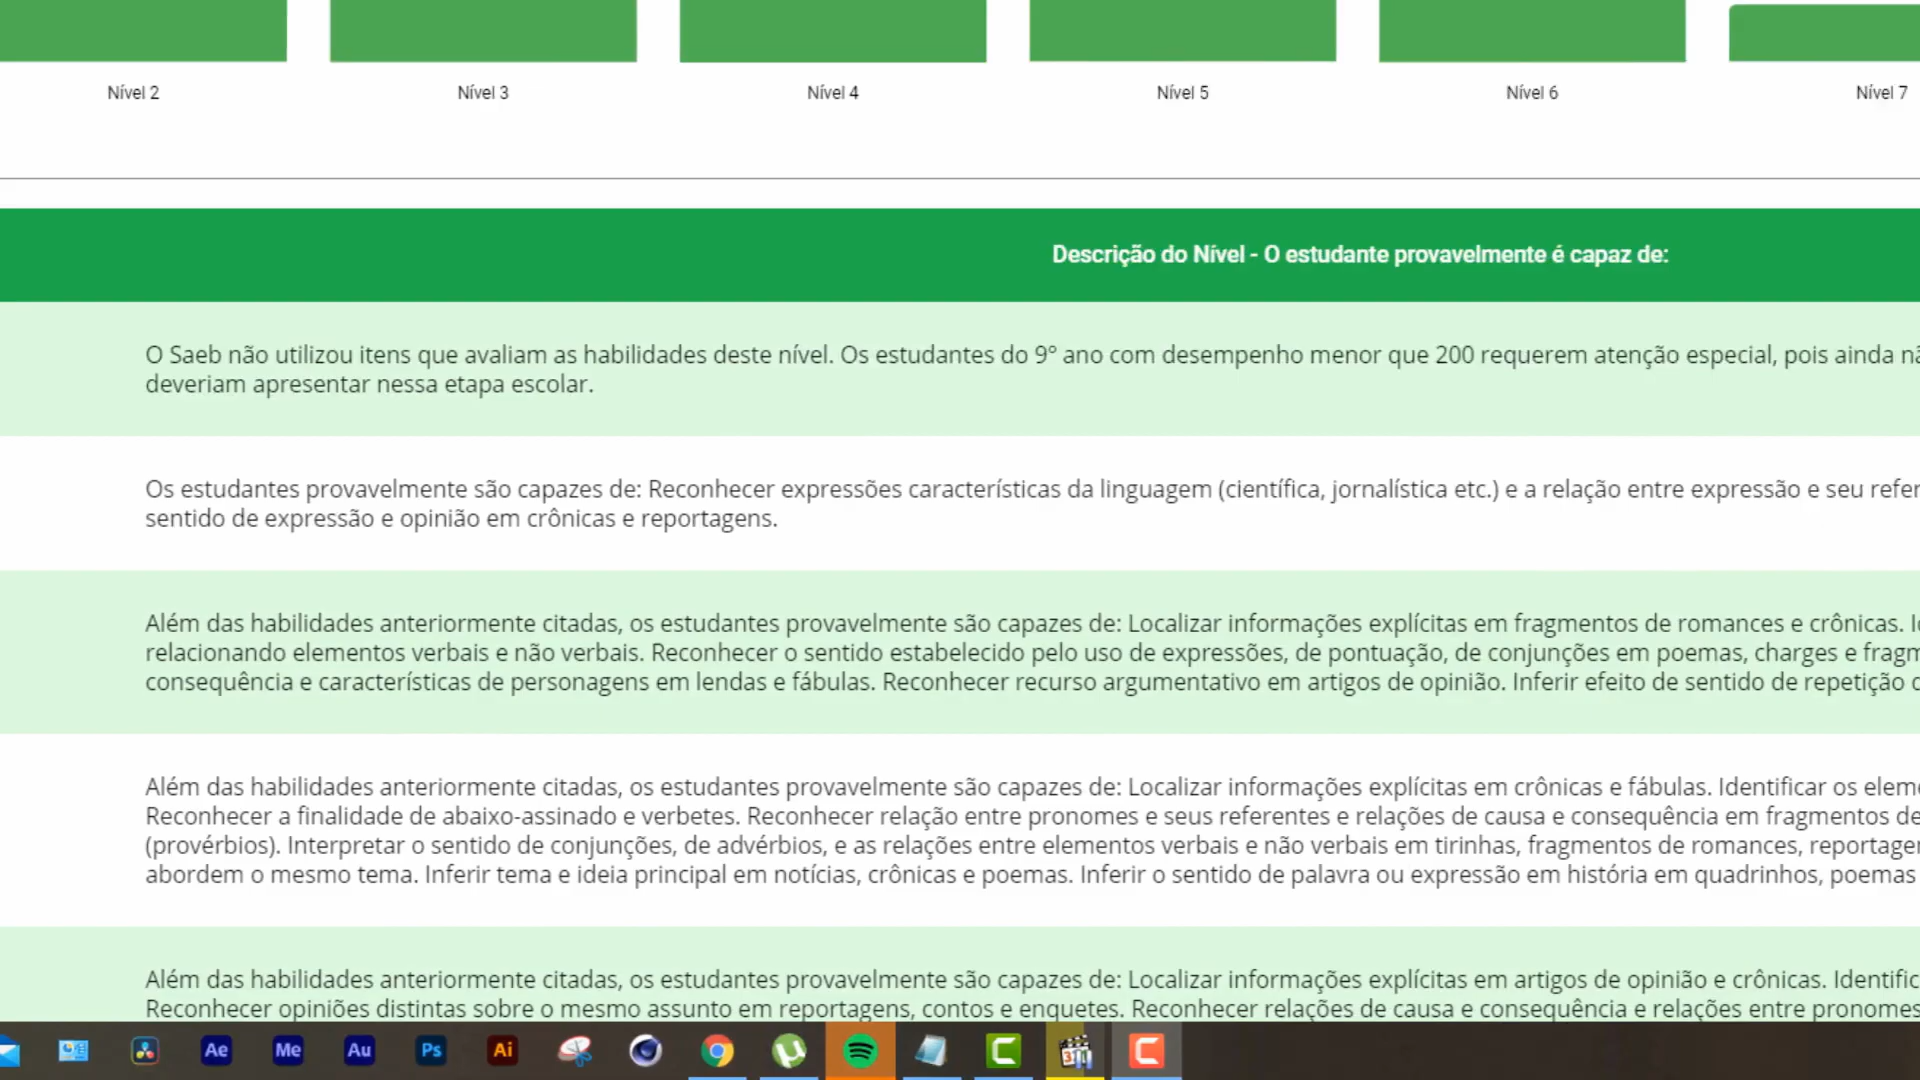 Nível 2 Nível 3 Nível 4 Nível 5 Nível 6 Nível 7
Descrição do Nível - O estudante provavelmente é capaz de:
O Saeb não utilizou itens que avaliam as habilidades deste nível. Os estudantes do 9º ano com desempenho menor que 200 requerem atenção especial, pois ainda
deveriam apresentar nessa etapa escolar.
Os estudantes provavelmente são capazes de: Reconhecer expressões características da linguagem (científica, jornalística etc.) e a relação entre expressão e seu
sentido de expressão e opinião em crônicas e reportagens.
Além das habilidades anteriormente citadas, os estudantes provavelmente são capazes de: Localizar informações explícitas em fragmentos de romances e crônicas.
relacionando elementos verbais e não verbais. Reconhecer o sentido estabelecido pelo uso de expressões, de pontuação, de conjunções em poemas, charges e
consequência e características de personagens em lendas e fábulas. Reconhecer recurso argumentativo em artigos de opinião. Inferir efeito de sentido de repetição
Além das habilidades anteriormente citadas, os estudantes provavelmente são capazes de: Localizar informações explícitas em crônicas e fábulas. Identificar os
Reconhecer a finalidade de abaixo-assinado e verbetes. Reconhecer relação entre pronomes e seus referentes e relações de causa e consequência em fragmentos de
(provérbios). Interpretar o sentido de conjunções, de advérbios, e as relações entre elementos verbais e não verbais em tirinhas, fragmentos de romances,
abordem o mesmo tema. Inferir tema e ideia principal em notícias, crônicas e poemas. Inferir o sentido de palavra ou expressão em história em quadrinhos, poemas
Além das habilidades anteriormente citadas, os estudantes provavelmente são capazes de: Localizar informações explícitas em artigos de opinião e crônicas.
Reconhecer opiniões distintas sobre o mesmo assunto em reportagens, contos e enquetes. Reconhecer relações de causa e consequência e relações entre pronomes
Ae Me Au Ps Ai